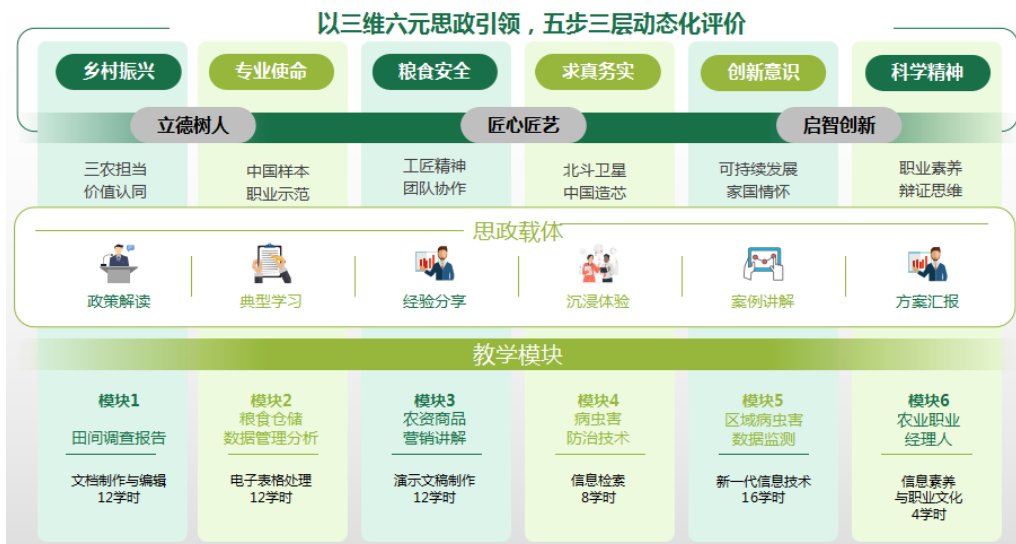 以三维六元思政引领，五步三层动态化评价
乡村振兴
专业使命
粮食安全
求真务实
创新意识
科学精神
立德树人
匠心匠艺
启智创新
三农担当
价值认同
中国样本
职业示范
工匠精神
团队协作
北斗卫星
中国造芯
可持续发展
家国情怀
职业素养
辩证思维
思政载体
政策解读
典型学习
经验分享
沉浸体验
案例讲解
方案汇报
教学模块
模块1
田间调查报告
文档制作与编辑
12学时
模块2
粮食仓储
数据管理分析
电子表格处理
12学时
模块3
农资商品
营销讲解
演示文稿制作
12学时
模块4
病虫害
防治技术
信息检索
8学时
模块5
区域病虫害
数据监测
新一代信息技术
16学时
模块6
农业职业
经理人
信息素养
与职业文化
4学时